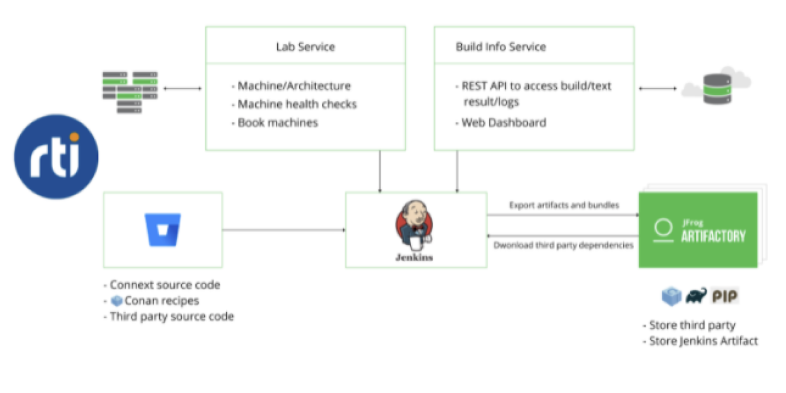 Lab Service
- Machine/Architecture
- Machine health checks
- Book machines
Build Info Service
- REST API to access build/text
result/logs
- Web Dashboard
rti
Jenkins
Export artifacts and bundles
Dwornload third party dependencies
JFrog
ARTIFACTORY
- Connext source code
- Conan recipes
- Third party source code
PIP
- Store third party
- Store Jenkins Artifact